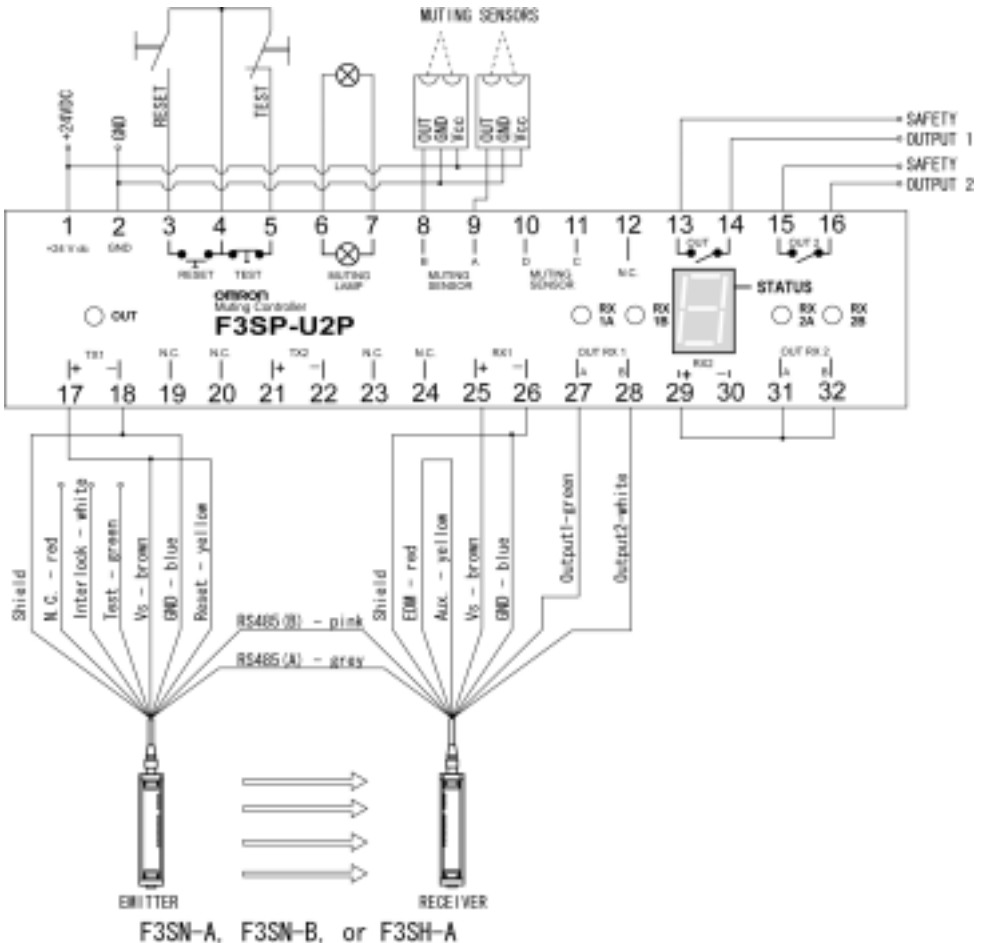 MUTING SENSORS
+24VDC
GND
RESET
TEST
OUT
GND
Vcc
OUT
GND
Vcc
SAFETY
OUTPUT 1
SAFETY
OUTPUT 2
1 2 3 4 5 6 7 8 9 10 11 12 13 14 15 16
+24 V dc
GND
RESET
TEST
MUTING
LAMP
B
A
MUTING
SENSOR
D
C
MUTING
SENSOR
N.C.
OUT
OUT 2
STATUS
OUT
OMRON
Muting Controller
F3SP-U2P
RX
1A
RX
1B
RX
2A
RX
2B
TX1
+ −
N.C.
N.C.
TX2
+ −
N.C.
N.C.
RX1
+ −
OUT RX 1
A B
RX2
+ −
OUT RX 2
A B
17 18 19 20 21 22 23 24 25 26 27 28 29 30 31 32
Shield
N.C. - red
Interlook - white
Test - green
Vs - brown
GND - blue
Reset - yellow
RS485(B) - pink
RS485(A) - grey
Shield
EDM - red
Aux. - yellow
Vs - brown
GND - blue
Output1-green
Output2-white
EMITTER
RECEIVER
F3SN-A, F3SN-B, or F3SH-A